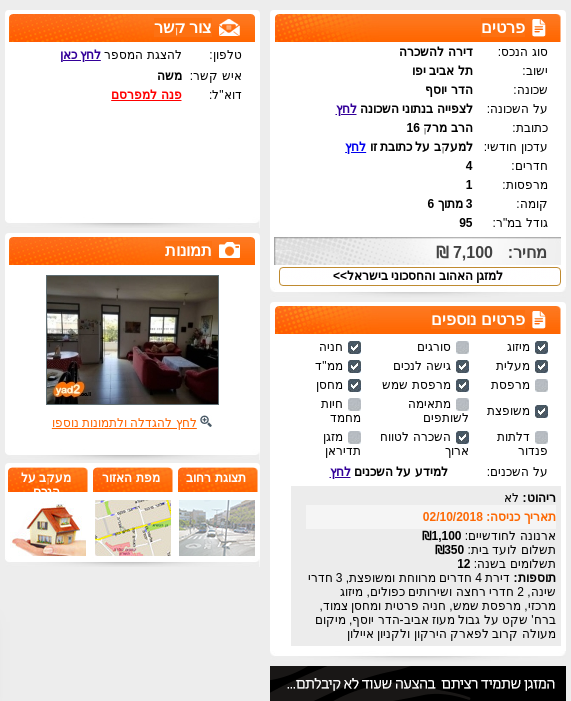 פרטים
סוג הנכס: דירה להשכרה
ישוב: תל אביב יפו
שכונה: הדר יוסף
על השכונה: לצפייה בנתוני השכונה לחץ
כתובת: הרב מרק 16
עדכון חודשי: למעקב על כתובת זו לחץ
חדרים: 4
מרפסות: 1
קומה: 3 מתוך 6
גודל במ"ר: 95
מחיר: 7,100 ₪
למזגן האהוב והחסכוני בישראל>>
פרטים נוספים
מיזוג סורגים חניה
מעלית גישה לנכים ממ"ד
מרפסת מרפסת שמש מחסן
משופצת מתאימה לשותפים חיות מחמד
דלתות פנדור השכרה לטווח ארוך מזגן תדיראן
על השכנים: למידע על השכנים לחץ
ריהוט: לא
תאריך כניסה: 02/10/2018
ארנונה לחודשיים: 1,100₪
תשלום לועד בית: 350₪
תשלומים בשנה: 12
תוספות: דירת 4 חדרים מרווחת ומשופצת, 3 חדרי
שינה, 2 חדרי רחצה ושירותים כפולים, מיזוג
מרכזי, מרפסת שמש, חניה פרטית ומחסן צמוד,
ברח' שקט על גבול מעוז אביב-הדר יוסף, מיקום
מעולה קרוב לפארק הירקון ולקניון איילון
המזגן שתמיד רציתם בהצעה שעוד לא קיבלתם...
צור קשר
טלפון: להצגת המספר לחץ כאן
איש קשר: משה
דוא"ל: פנה למפרסם
תמונות
yad2
לחץ להגדלה ולתמונות נוספו
תצוגת רחוב
מפת האזור
מעקב על
הנכס